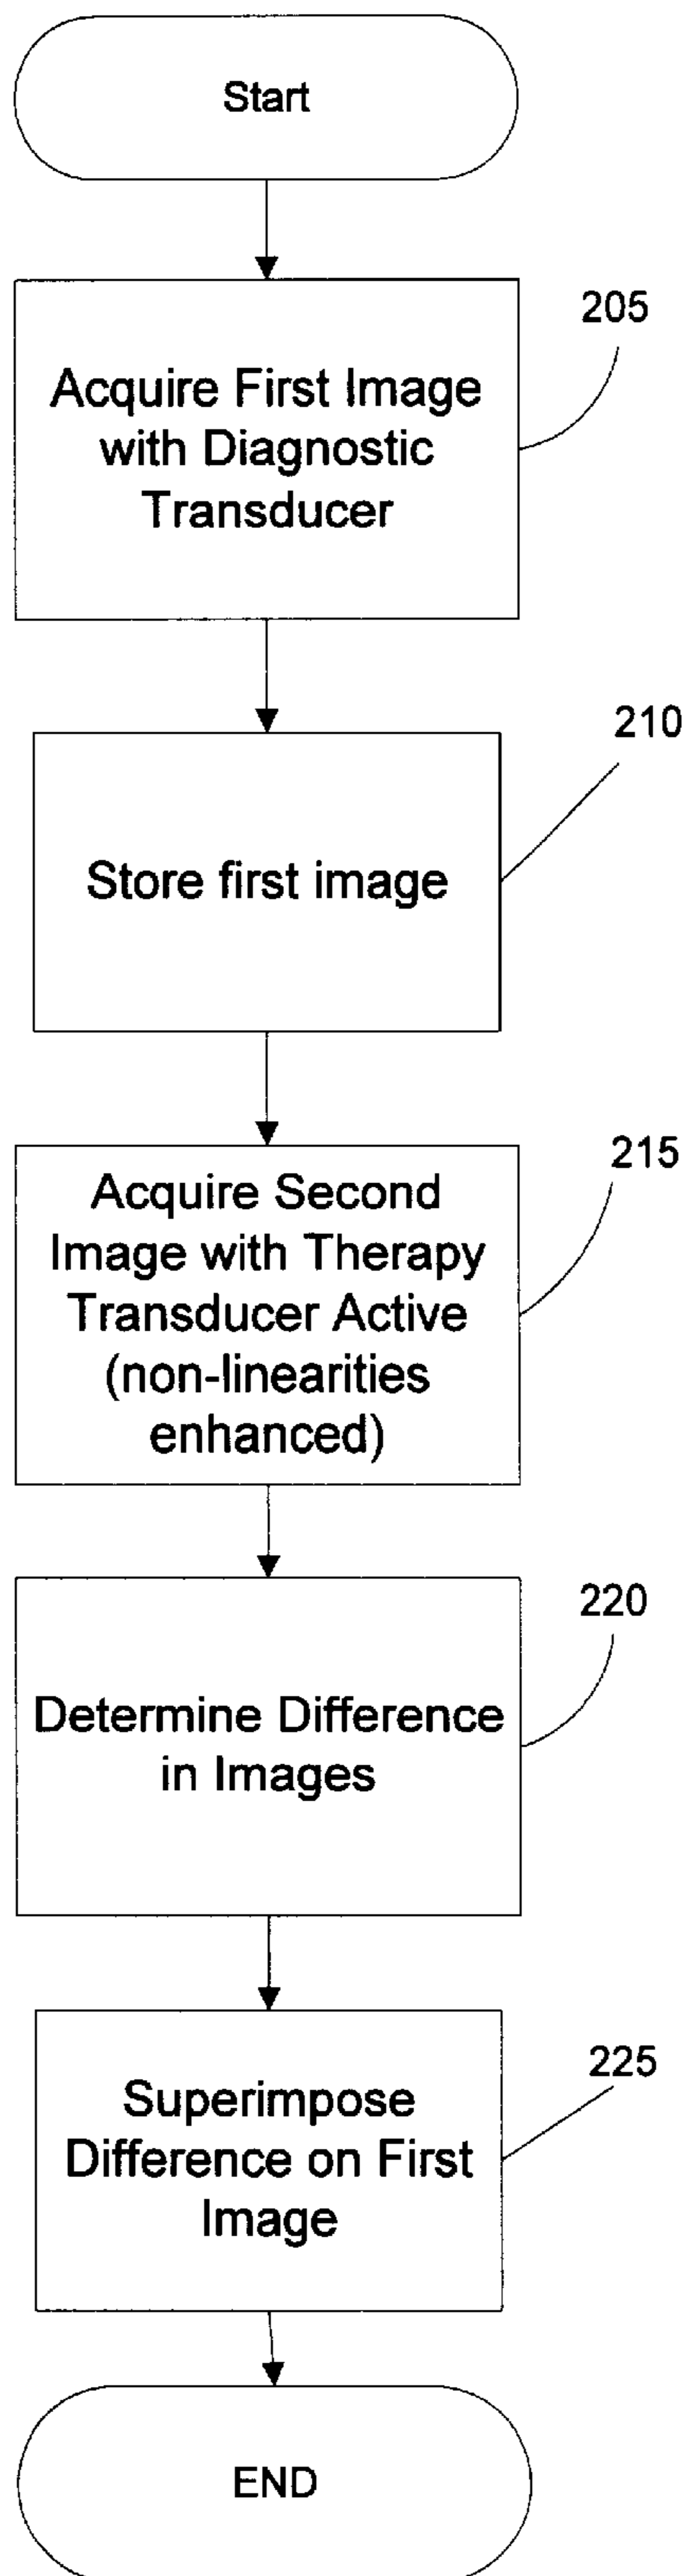 Start
205
Acquire First Image
with Diagnostic
Transducer
210
Store first image
215
Acquire Second
Image with Therapy
Transducer Active
(non-linearities
enhanced)
220
Determine Difference
in Images
225
Superimpose
Difference on First
Image
END